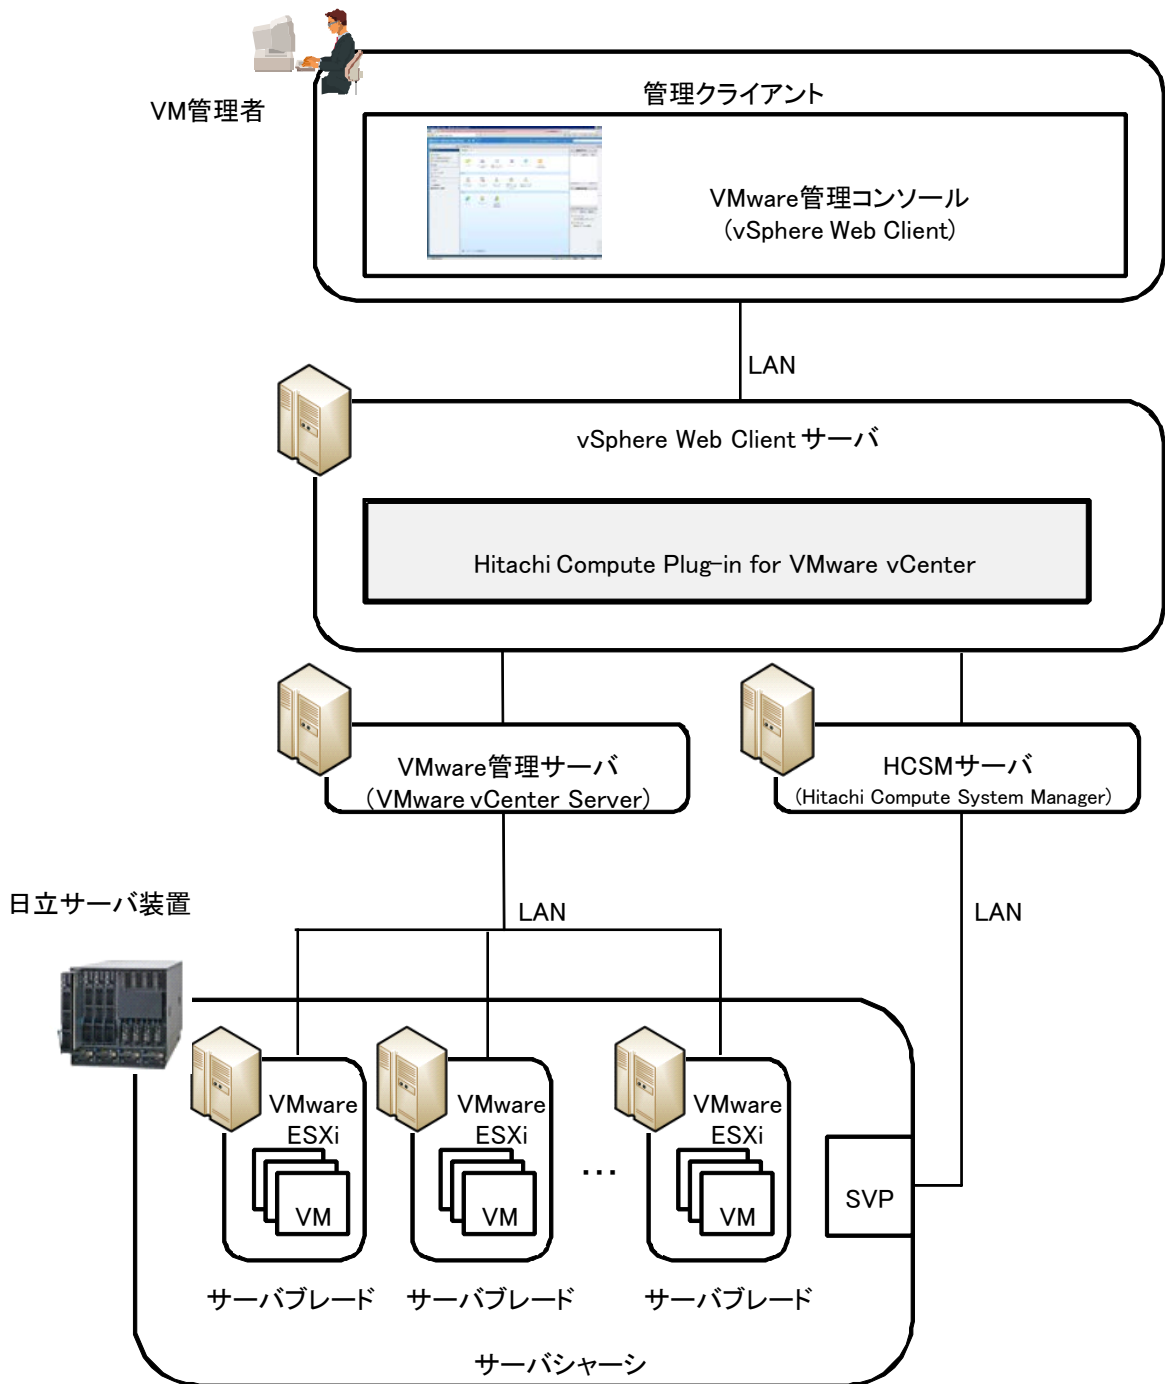 VM管理者
管理クライアント
VMware管理コンソール
(vSphere Web Client)
LAN
vSphere Web Client サーバ
Hitachi Compute Plug-in for VMware vCenter
VMware管理サーバ
(VMware vCenter Server)
HCSMサーバ
(Hitachi Compute System Manager)
日立サーバ装置
LAN
LAN
VMware
ESXi
VM
VMware
ESXi
VM
…
VMware
ESXi
VM
SVP
サーバブレード
サーバブレード
サーバブレード
サーバシャーシ